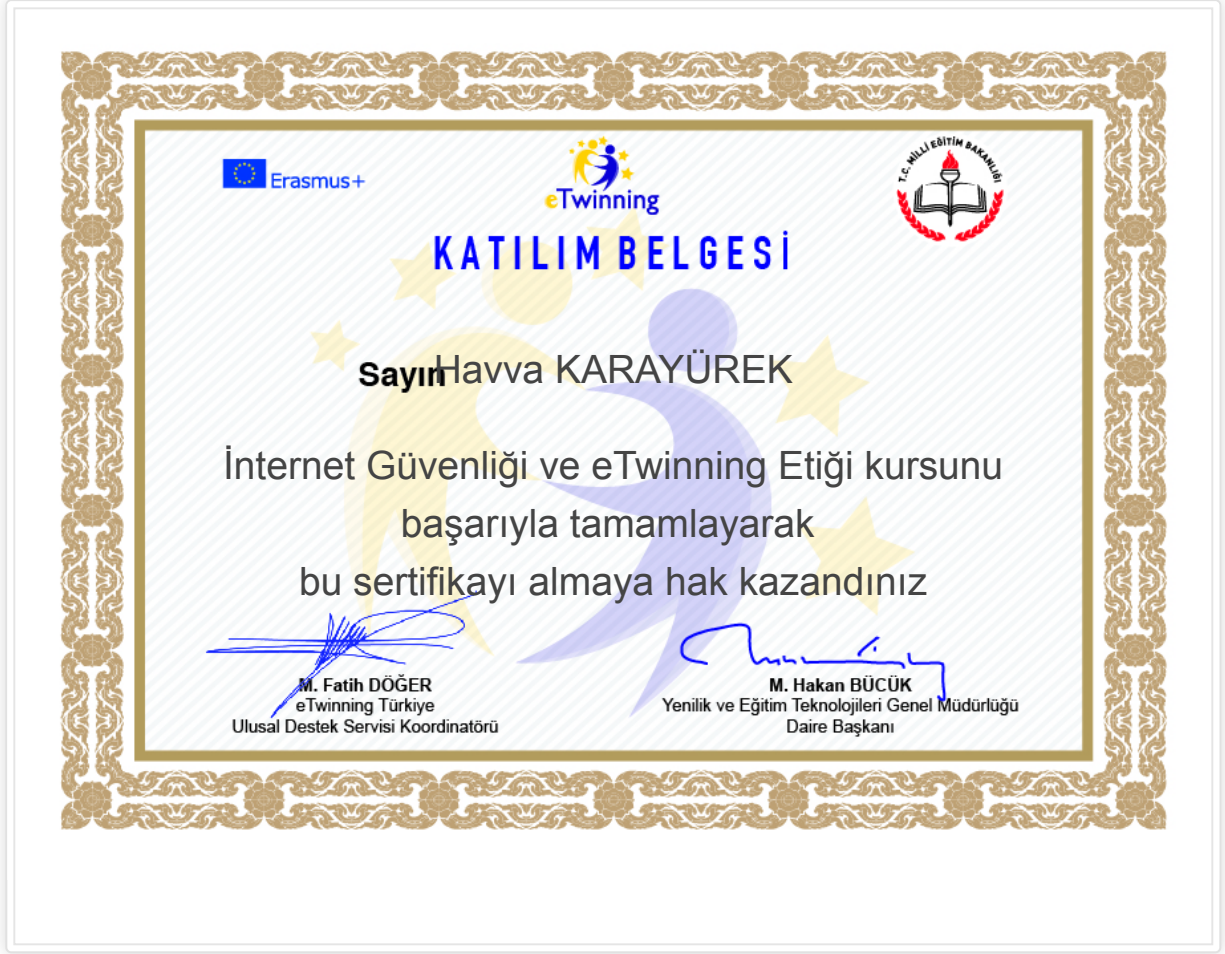 Erasmus+
eTwinning
T.C. MİLLİ EĞİTİM BAKANLIĞI
KATILIM BELGESİ
Sayın Havva KARAYÜREK
İnternet Güvenliği ve eTwinning Etiği kursunu
başarıyla tamamlayarak
bu sertifikayı almaya hak kazandınız
M. Fatih DÖĞER
eTwinning Türkiye
Ulusal Destek Servisi Koordinatörü
M. Hakan BÜCÜK
Yenilik ve Eğitim Teknolojileri Genel Müdürlüğü
Daire Başkanı